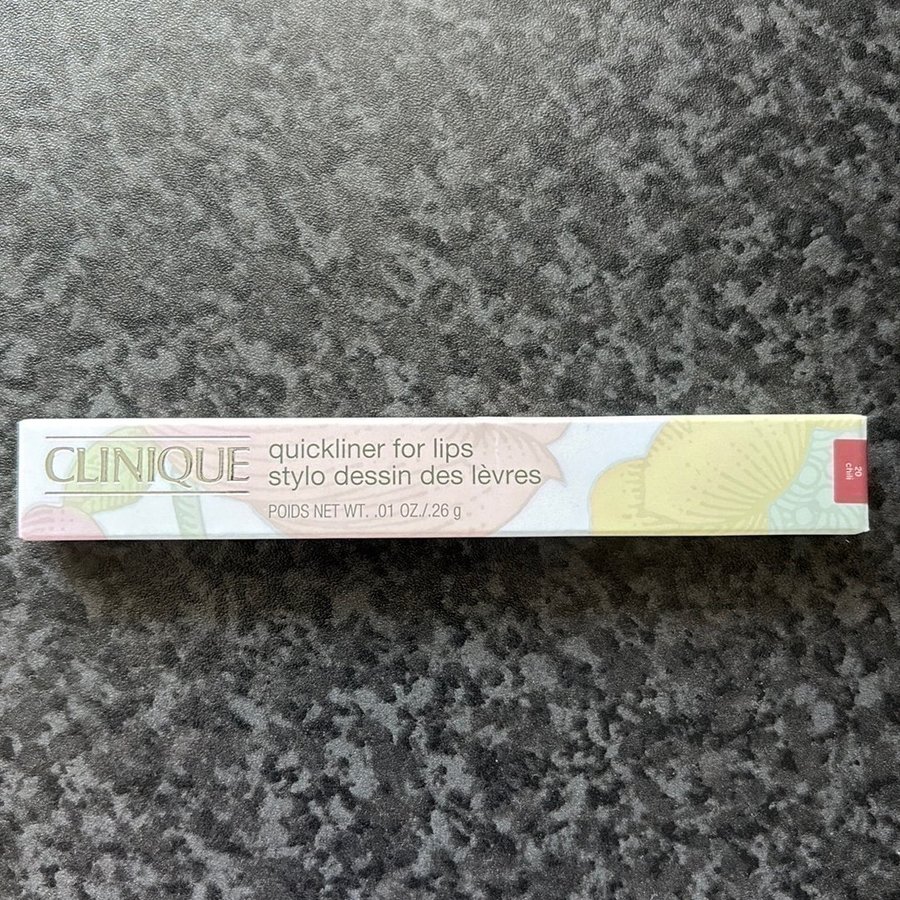 CLINIQUE
quickliner for lips
stylo dessin des lèvres
POIDS NET WT. .01 OZ./.26 g
20
chili